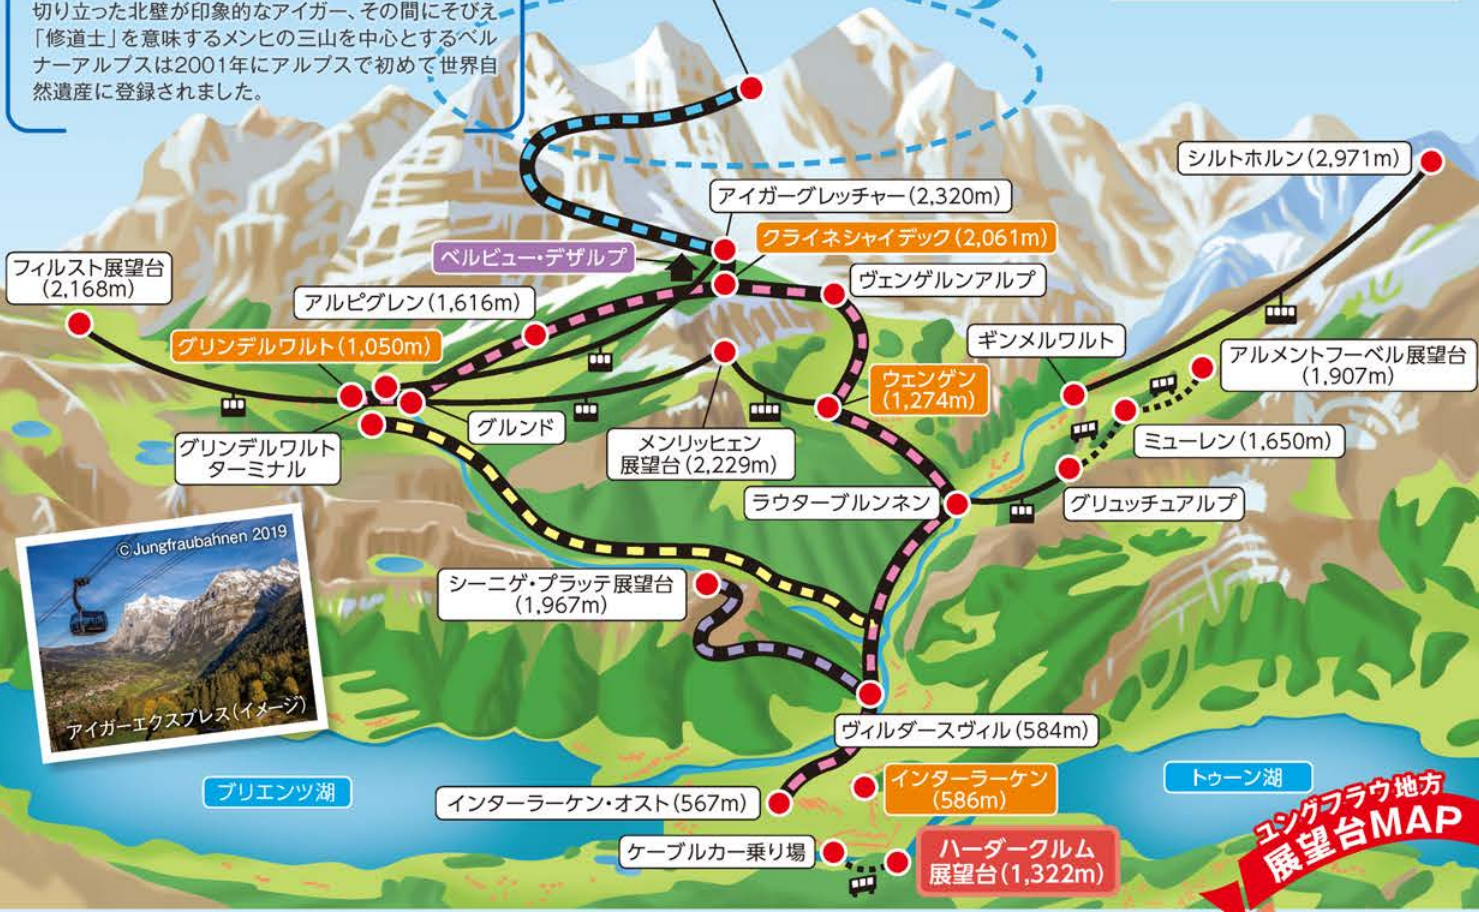 切り立った北壁が印象的なアイガー、その間にそびえ
「修道士」を意味するメンヒの三山を中心とするベル
ナーアルプスは2001年にアルプスで初めて世界自
然遺産に登録されました。
シルトホルン(2,971m)
アイガーグレッチャー(2,320m)
クライネシャイデック(2,061m)
ベルビュー・デザルプ
フィルスト展望台
(2,168m)
ヴェンゲルンアルプ
アルピグレン(1,616m)
グリンデルワルト(1,050m)
ギンメルワルト
アルメントフーベル展望台
(1,907m)
ウェンゲン
(1,274m)
グルンド
メンリッヒェン
展望台(2,229m)
ミューレン(1,650m)
グリンデルワルト
ターミナル
ラウターブルンネン
グリュッチュアルプ
©Jungfraubahnen 2019
アイガーエクスプレス(イメージ)
シーニゲ・プラッテ展望台
(1,967m)
ヴィルダースヴィル(584m)
ブリエンツ湖
トゥーン湖
インターラーケン・オスト(567m)
インターラーケン
(586m)
ケーブルカー乗り場
ハーダークルム
展望台(1,322m)
ユングフラウ地方
展望台MAP